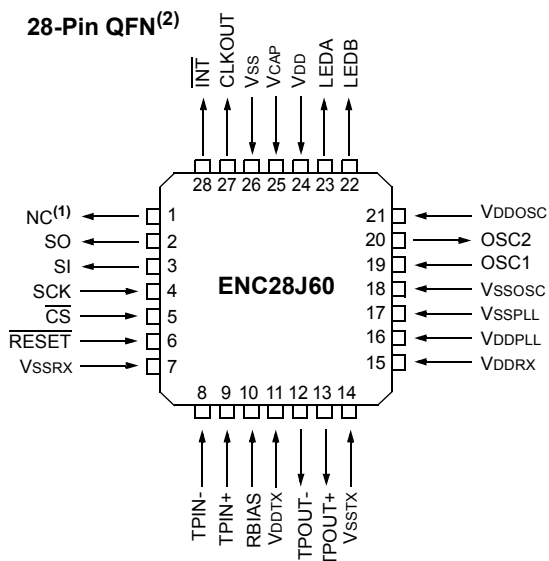 28-Pin QFN(2)
INT
CLKOUT
VSS
VCAP
VDD
LEDA
LEDB
28 27 26 25 24 23 22
NC(1) 1
SO 2
SI 3
SCK 4
CS 5
RESET 6
VSSRX 7
ENC28J60
21 VDDOSC
20 OSC2
19 OSC1
18 VSSOSC
17 VSSPLL
16 VDDPLL
15 VDDRX
8 9 10 11 12 13 14
TPIN-
TPIN+
RBIAS
VDDTX
TPOUT-
TPOUT+
VSSTX